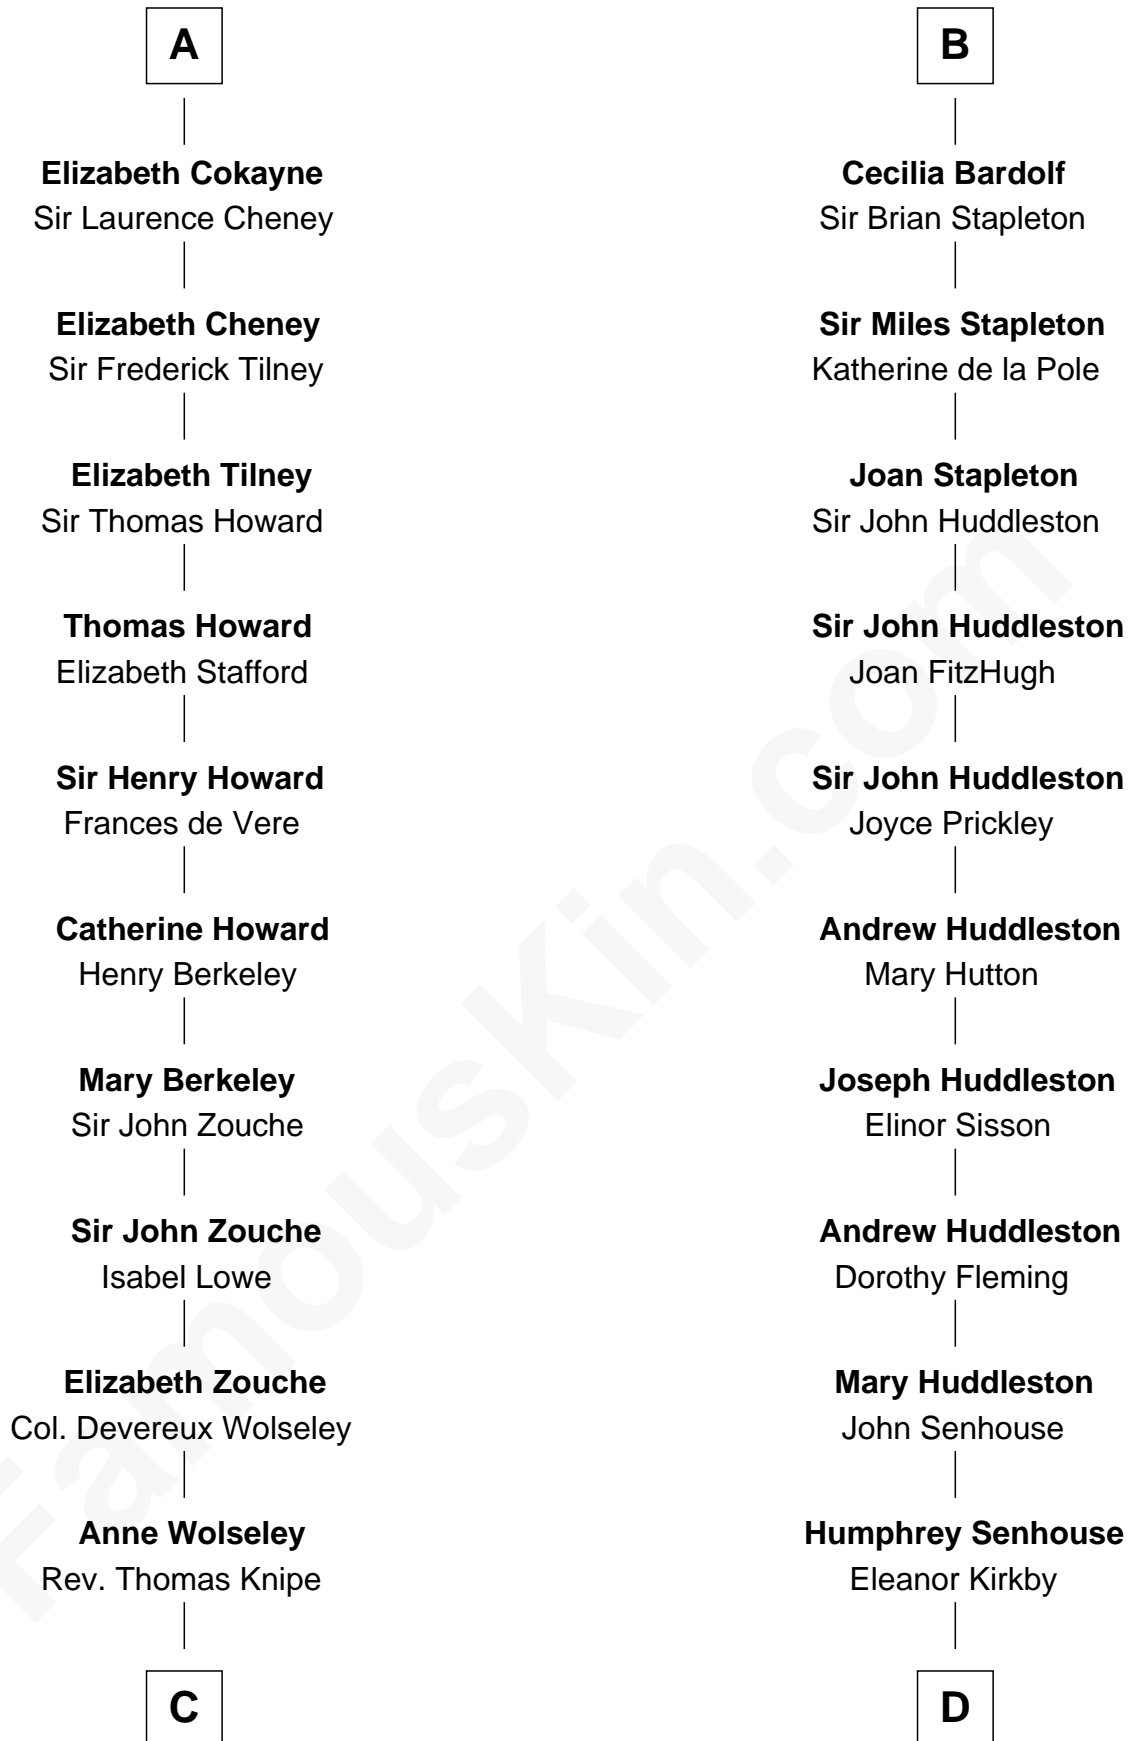 A
Elizabeth Cokayne
Sir Laurence Cheney
Elizabeth Cheney
Sir Frederick Tilney
Elizabeth Tilney
Sir Thomas Howard
Thomas Howard
Elizabeth Stafford
Sir Henry Howard
Frances de Vere
Catherine Howard
Henry Berkeley
Mary Berkeley
Sir John Zouche
Sir John Zouche
Isabel Lowe
Elizabeth Zouche
Col. Devereux Wolseley
Anne Wolseley
Rev. Thomas Knipe
C
B
Cecilia Bardolf
Sir Brian Stapleton
Sir Miles Stapleton
Katherine de la Pole
Joan Stapleton
Sir John Huddleston
Sir John Huddleston
Joan FitzHugh
Sir John Huddleston
Joyce Prickley
Andrew Huddleston
Mary Hutton
Joseph Huddleston
Elinor Sisson
Andrew Huddleston
Dorothy Fleming
Mary Huddleston
John Senhouse
Humphrey Senhouse
Eleanor Kirkby
D
FamousKin.com